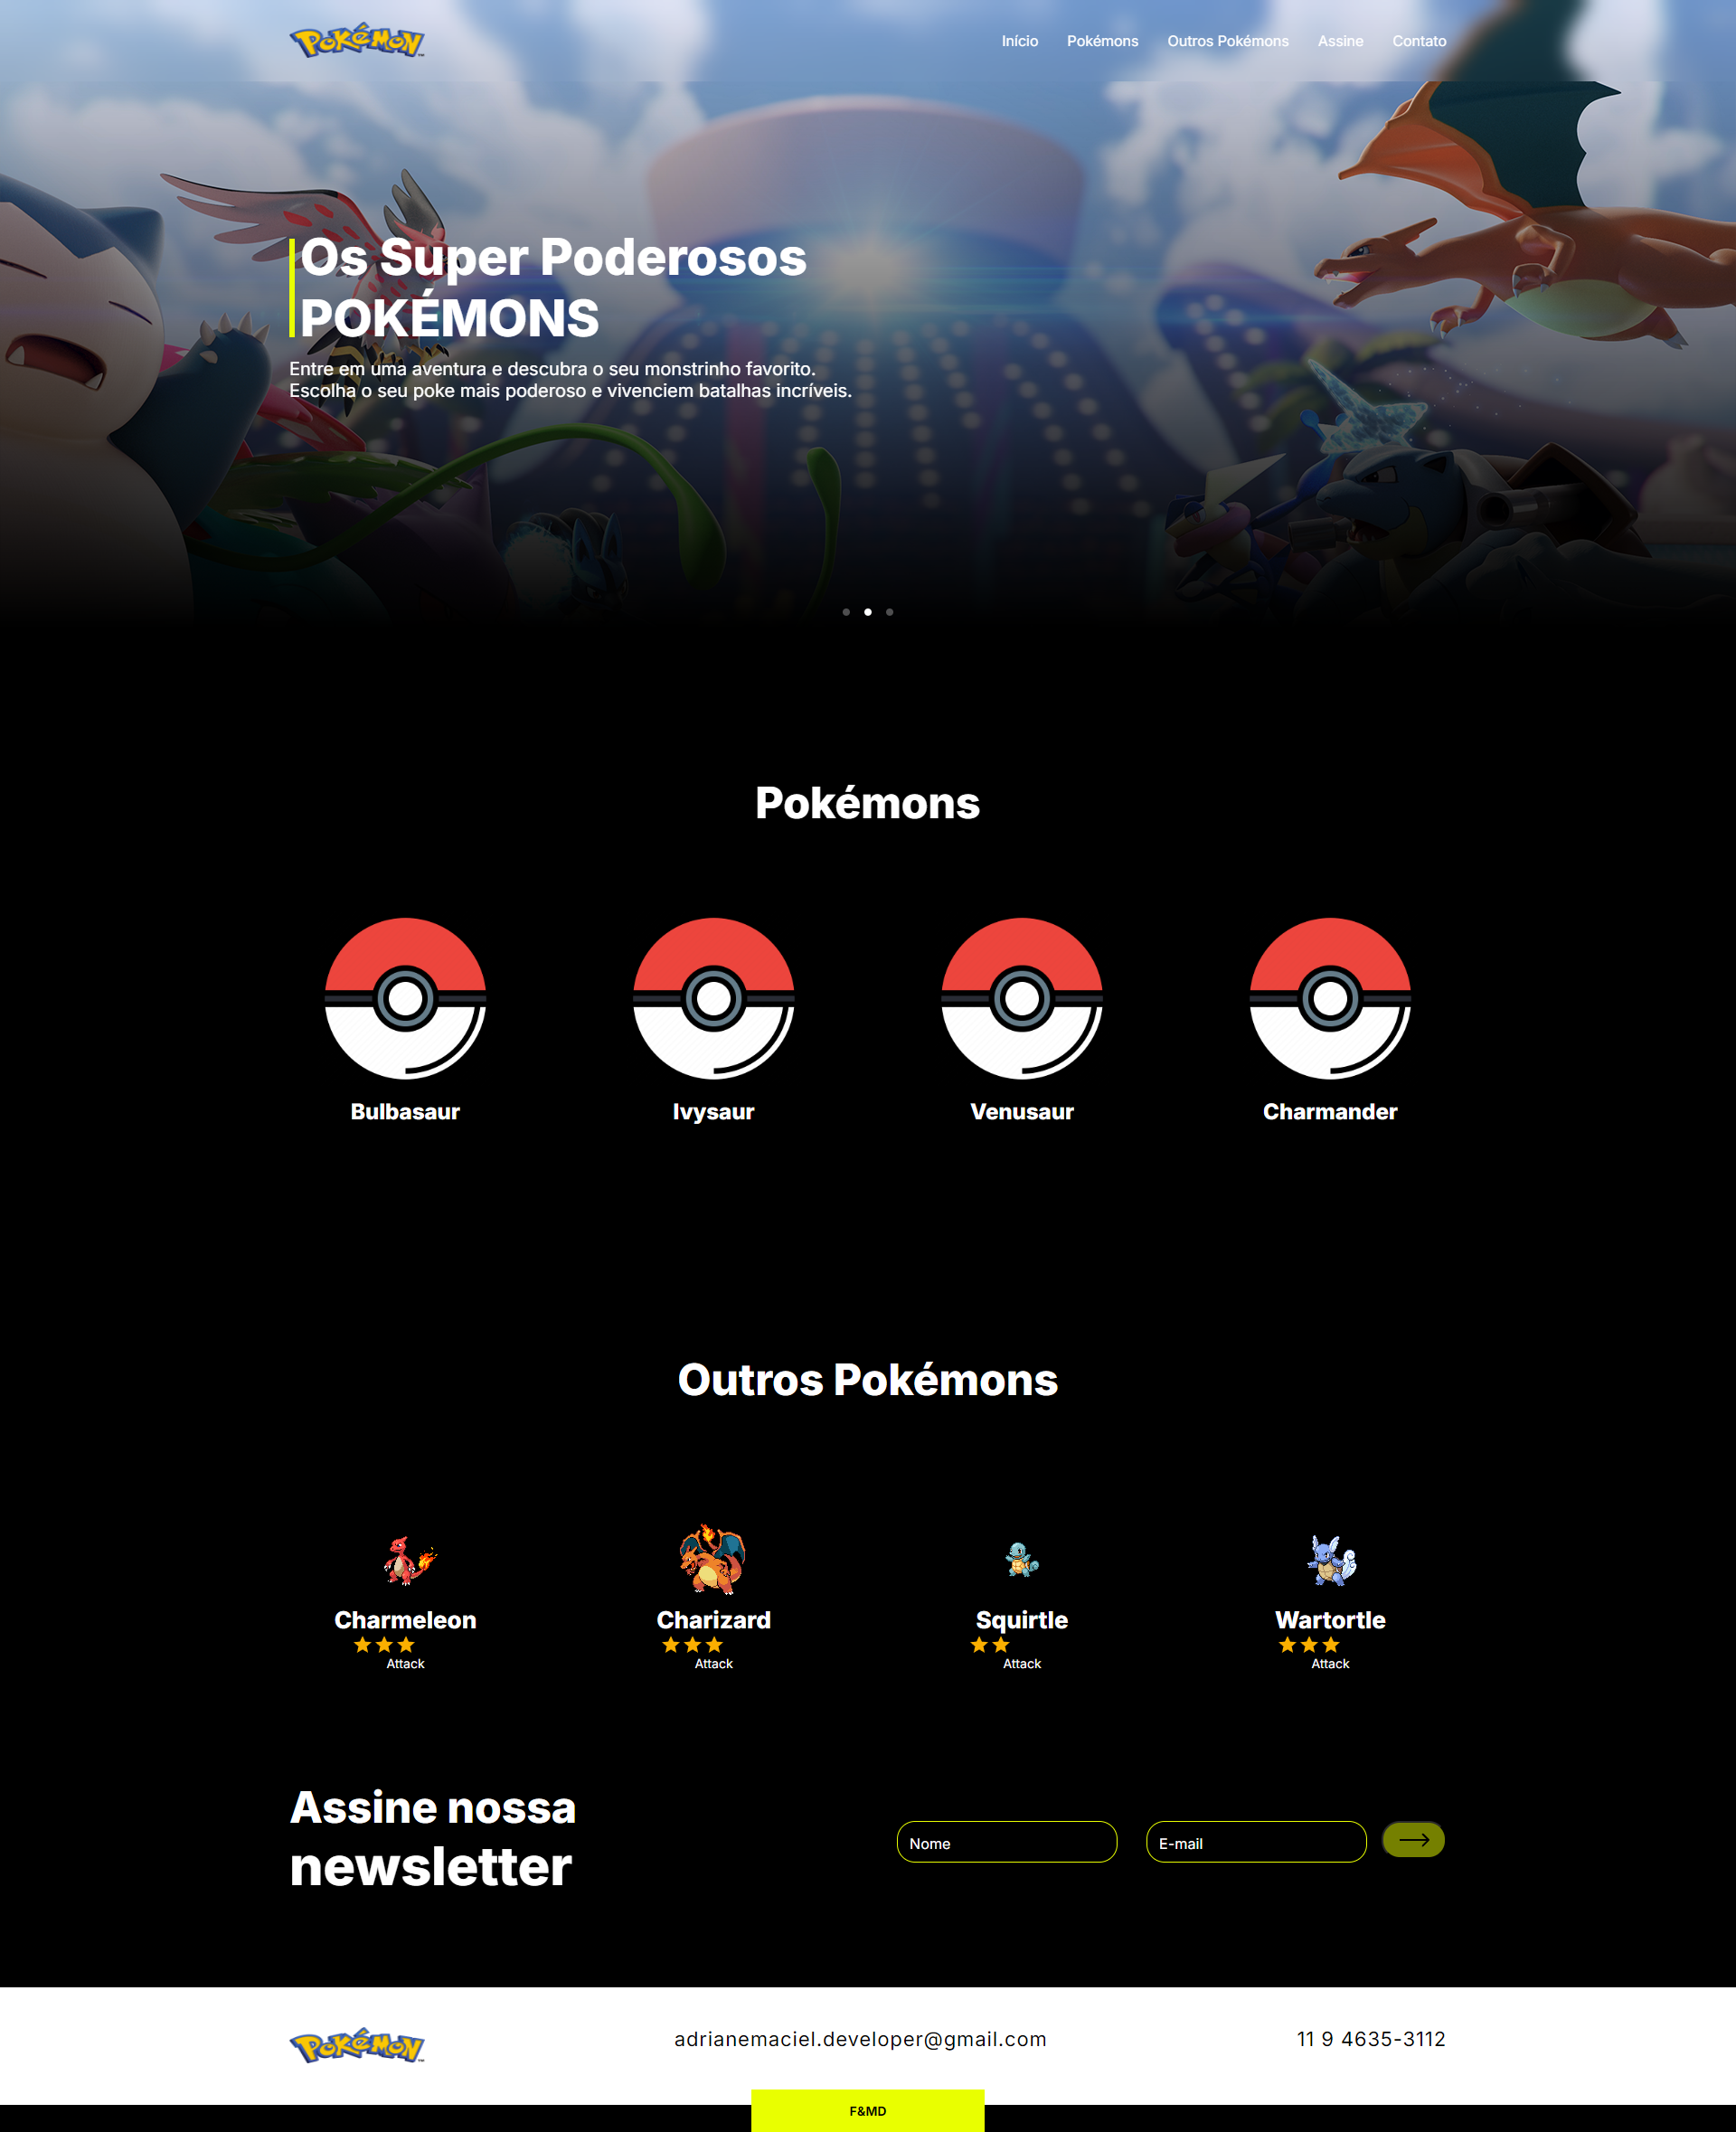 POKéMON
Início Pokémons Outros Pokémons Assine Contato
Os Super Poderosos
POKÉMONS
Entre em uma aventura e descubra o seu monstrinho favorito.
Escolha o seu poke mais poderoso e vivenciem batalhas incríveis.
Pokémons
Bulbasaur Ivysaur Venusaur Charmander
Outros Pokémons
Charmeleon Charizard Squirtle Wartortle
Attack Attack Attack Attack
Assine nossa
newsletter
Nome E-mail
POKéMON adrianemaciel.developer@gmail.com 11 9 4635-3112
F&MD